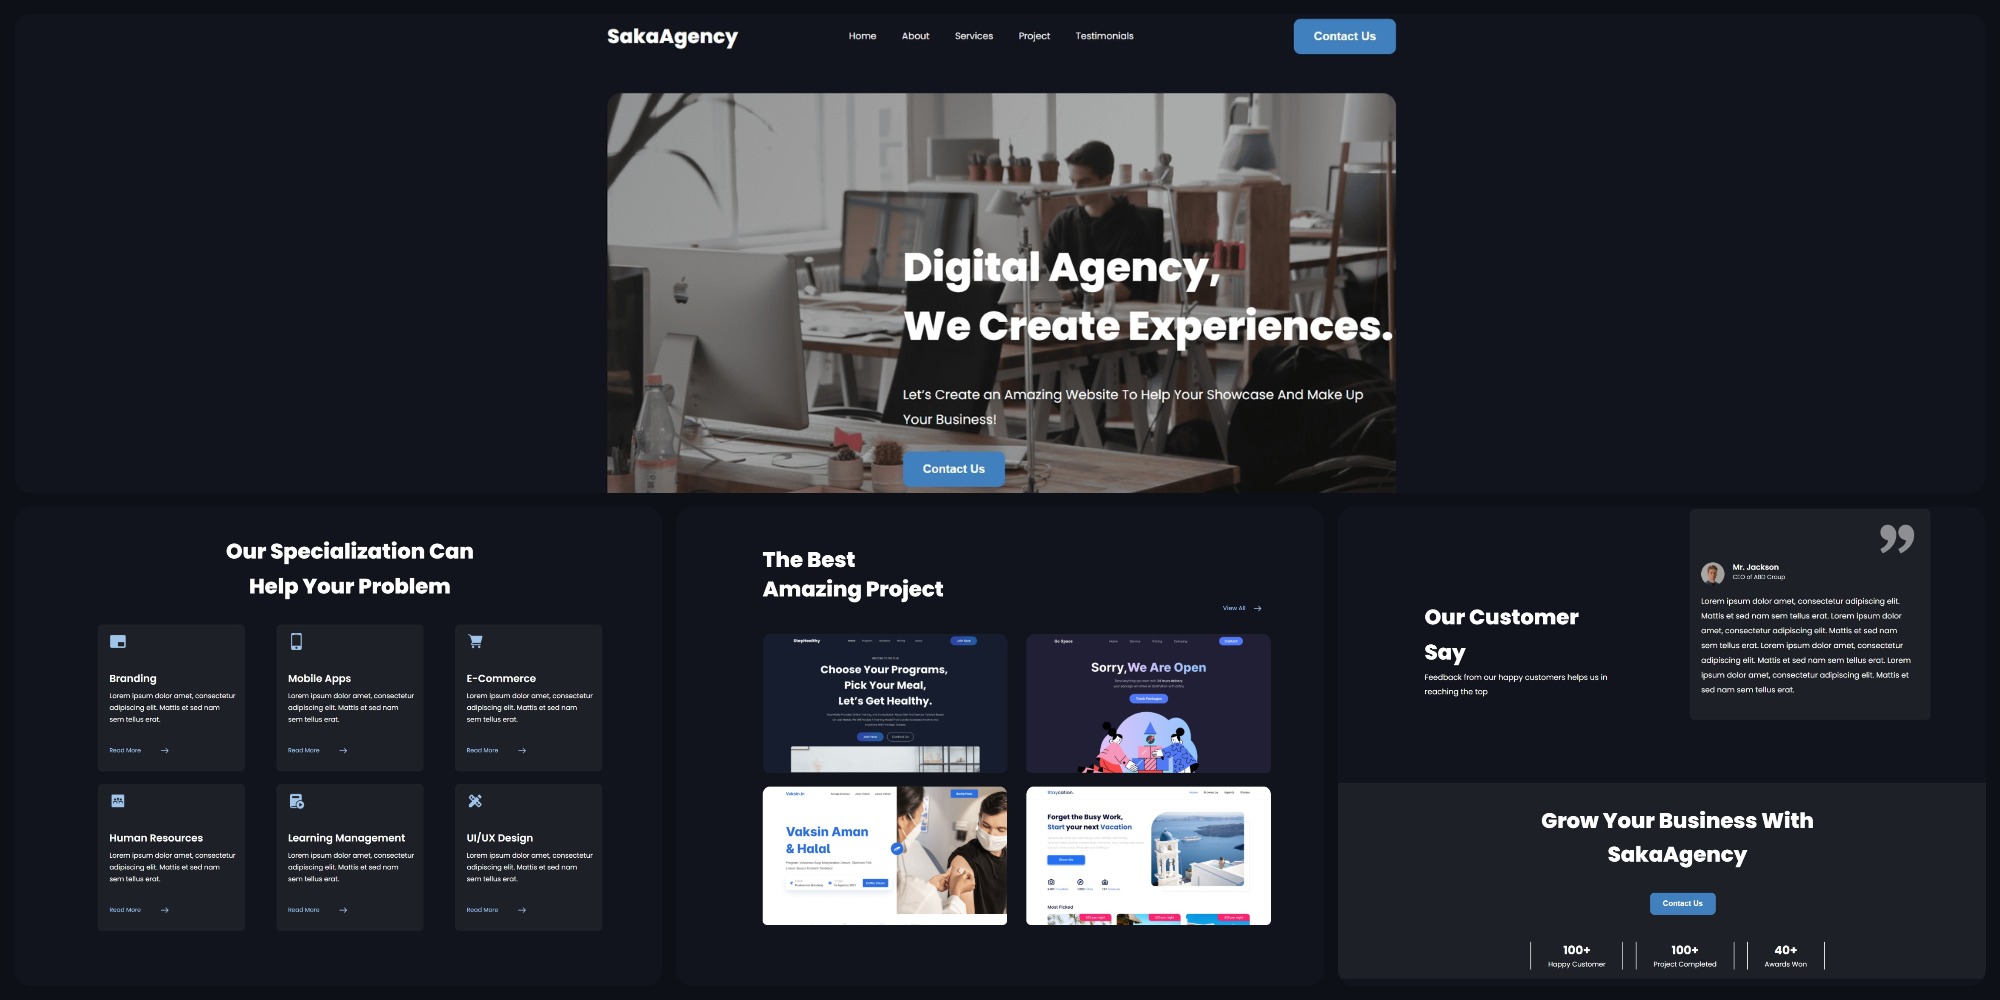 SakaAgency
Home About Services Project Testimonials
Contact Us
Digital Agency,
We Create Experiences.
Let's Create an Amazing Website To Help Your Showcase And Make Up
Your Business!
Contact Us
Our Specialization Can
Help Your Problem
Branding
Lorem ipsum dolor amet, consectetur
adipiscing elit. Mattis et sed nam
sem tellus erat.
Read More
Mobile Apps
Lorem ipsum dolor amet, consectetur
adipiscing elit. Mattis et sed nam
sem tellus erat.
Read More
E-Commerce
Lorem ipsum dolor amet, consectetur
adipiscing elit. Mattis et sed nam
sem tellus erat.
Read More
Human Resources
Lorem ipsum dolor amet, consectetur
adipiscing elit. Mattis et sed nam
sem tellus erat.
Read More
Learning Management
Lorem ipsum dolor amet, consectetur
adipiscing elit. Mattis et sed nam
sem tellus erat.
Read More
UI/UX Design
Lorem ipsum dolor amet, consectetur
adipiscing elit. Mattis et sed nam
sem tellus erat.
Read More
The Best
Amazing Project
View All
StepHealthy
Choose Your Programs,
Pick Your Meal,
Let's Get Healthy.
Go Space
Sorry,We Are Open
Track Packages
Vaksin.in
Vaksin Aman
& Halal
Staycation.
Forget the Busy Work,
Start your next Vacation
Show Me
Most Picked
Our Customer
Say
Feedback from our happy customers helps us in
reaching the top
Mr. Jackson
CEO of ABD Group
Lorem ipsum dolor amet, consectetur adipiscing elit.
Mattis et sed nam sem tellus erat. Lorem ipsum dolor
amet, consectetur adipiscing elit. Mattis et sed nam
sem tellus erat. Lorem ipsum dolor amet, consectetur
adipiscing elit. Mattis et sed nam sem tellus erat. Lorem
ipsum dolor amet, consectetur adipiscing elit. Mattis et
sed nam sem tellus erat.
Grow Your Business With
SakaAgency
Contact Us
100+
Happy Customer
100+
Project Completed
40+
Awards Won